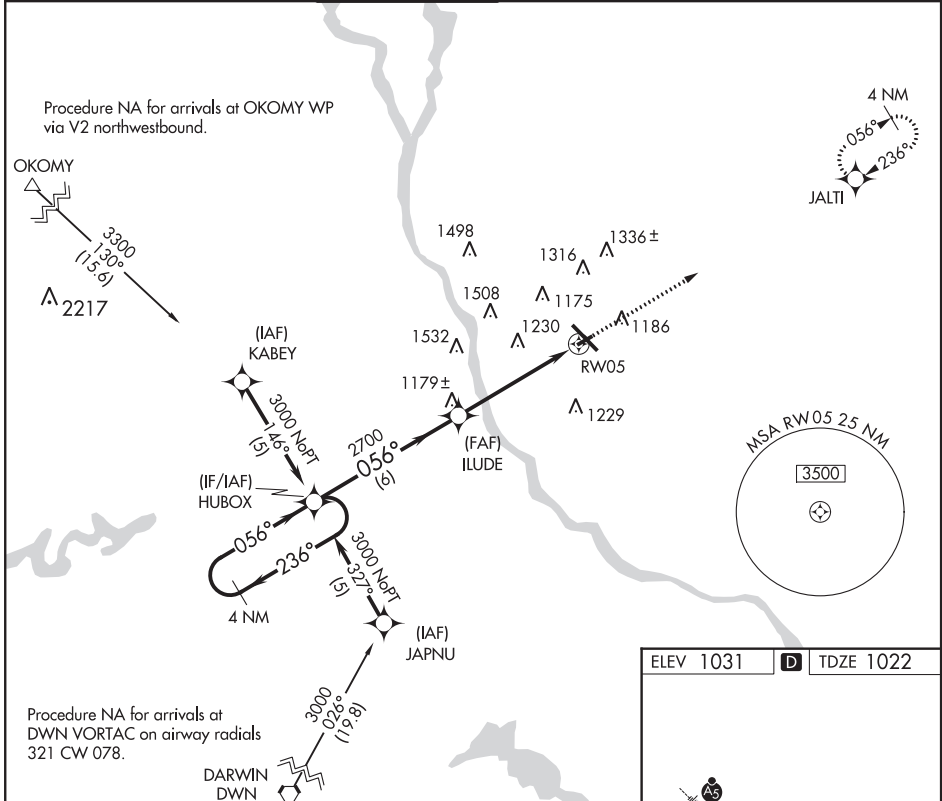 Procedure NA for arrivals at OKOMY WP
via V2 northwestbound.
OKOMY
3300
130°
(15.6)
2217
4 NM
056°
236°
JALTI
1498
1316
1336±
1508
1175
1532
1230
1186
RW05
1179±
1229
(IAF)
KABEY
3000 NoPT
146°
(5)
2700
056°
(6)
(FAF)
ILUDE
(IF/IAF)
HUBOX
056°
236°
4 NM
3000 NoPT
327°
(5)
(IAF)
JAPNU
MSA RW05 25 NM
3500
3000
026°
(19.8)
Procedure NA for arrivals at
DWN VORTAC on airway radials
321 CW 078.
DARWIN
DWN
ELEV 1031 D TDZE 1022
A5